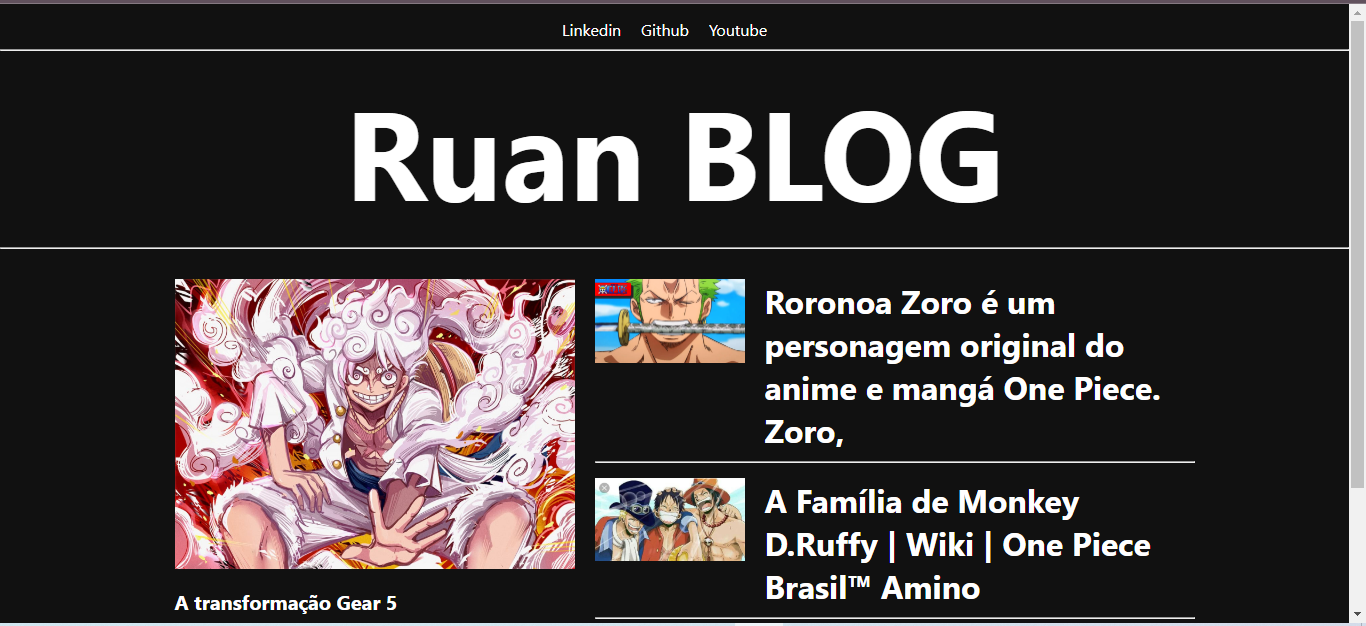 Linkedin Github Youtube
Ruan BLOG
A transformação Gear 5
Roronoa Zoro é um
personagem original do
anime e mangá One Piece.
Zoro,
A Família de Monkey
D.Ruffy | Wiki | One Piece
Brasil™ Amino